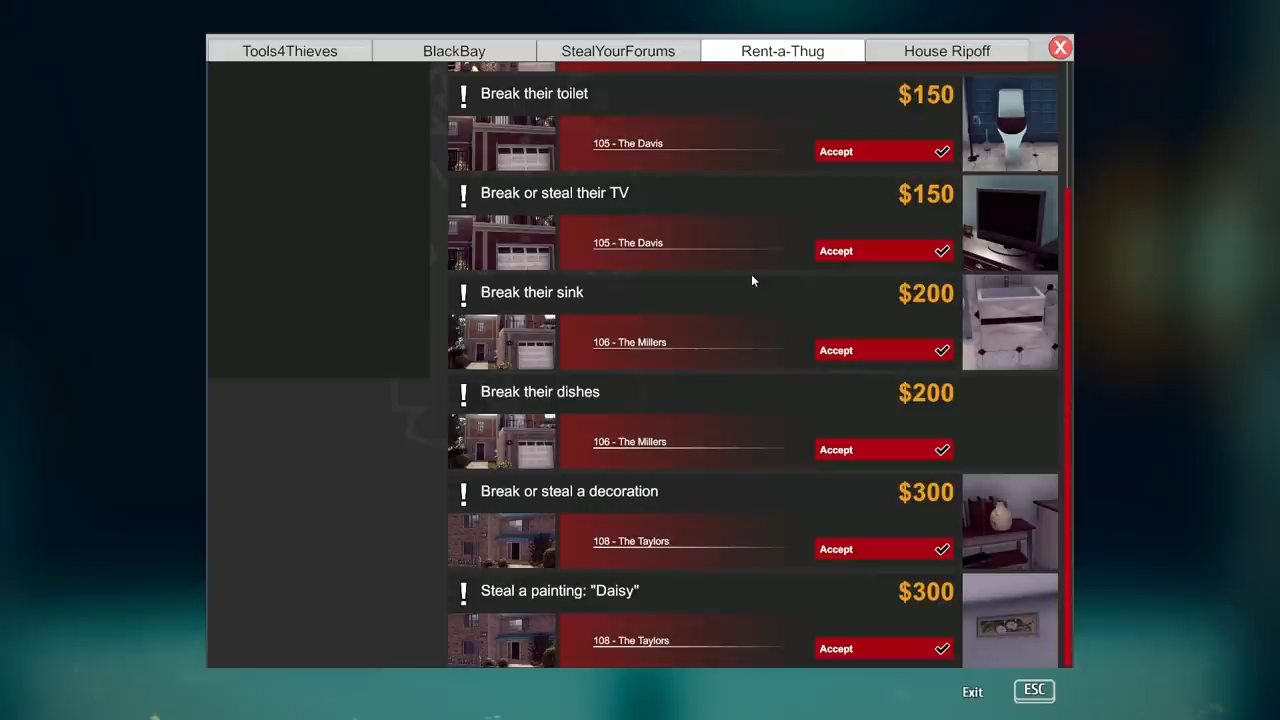 Tools4Thieves
BlackBay
StealYourForums
Rent-a-Thug
House Ripoff
X
! Break their toilet $150
105 - The Davis
Accept
! Break or steal their TV $150
105 - The Davis
Accept
! Break their sink $200
106 - The Millers
Accept
! Break their dishes $200
106 - The Millers
Accept
! Break or steal a decoration $300
108 - The Taylors
Accept
! Steal a painting: "Daisy" $300
108 - The Taylors
Accept
Exit ESC